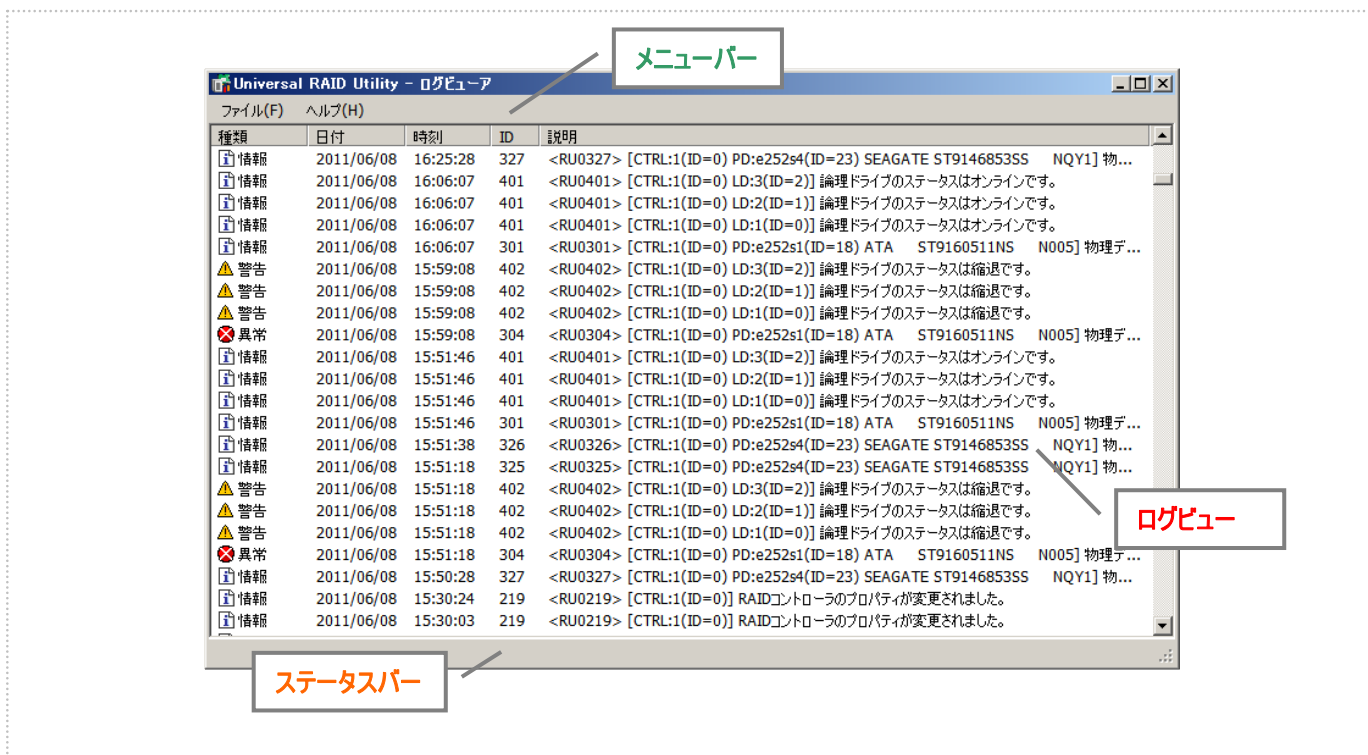 メニューバー
Universal RAID Utility - ログビューア
ファイル(F) ヘルプ(H)
種類 日付 時刻 ID 説明
情報 2011/06/08 16:25:28 327 <RU0327> [CTRL:1(ID=0) PD:e252s4(ID=23) SEAGATE ST9146853SS NQY1] 物...
情報 2011/06/08 16:06:07 401 <RU0401> [CTRL:1(ID=0) LD:3(ID=2)] 論理ドライブのステータスはオンラインです。
情報 2011/06/08 16:06:07 401 <RU0401> [CTRL:1(ID=0) LD:2(ID=1)] 論理ドライブのステータスはオンラインです。
情報 2011/06/08 16:06:07 401 <RU0401> [CTRL:1(ID=0) LD:1(ID=0)] 論理ドライブのステータスはオンラインです。
情報 2011/06/08 16:06:07 301 <RU0301> [CTRL:1(ID=0) PD:e252s1(ID=18) ATA ST9160511NS N005] 物理デ...
警告 2011/06/08 15:59:08 402 <RU0402> [CTRL:1(ID=0) LD:3(ID=2)] 論理ドライブのステータスは縮退です。
警告 2011/06/08 15:59:08 402 <RU0402> [CTRL:1(ID=0) LD:2(ID=1)] 論理ドライブのステータスは縮退です。
警告 2011/06/08 15:59:08 402 <RU0402> [CTRL:1(ID=0) LD:1(ID=0)] 論理ドライブのステータスは縮退です。
異常 2011/06/08 15:59:08 304 <RU0304> [CTRL:1(ID=0) PD:e252s1(ID=18) ATA ST9160511NS N005] 物理デ...
情報 2011/06/08 15:51:46 401 <RU0401> [CTRL:1(ID=0) LD:3(ID=2)] 論理ドライブのステータスはオンラインです。
情報 2011/06/08 15:51:46 401 <RU0401> [CTRL:1(ID=0) LD:2(ID=1)] 論理ドライブのステータスはオンラインです。
情報 2011/06/08 15:51:46 401 <RU0401> [CTRL:1(ID=0) LD:1(ID=0)] 論理ドライブのステータスはオンラインです。
情報 2011/06/08 15:51:46 301 <RU0301> [CTRL:1(ID=0) PD:e252s1(ID=18) ATA ST9160511NS N005] 物理デ...
情報 2011/06/08 15:51:38 326 <RU0326> [CTRL:1(ID=0) PD:e252s4(ID=23) SEAGATE ST9146853SS NQY1] 物...
情報 2011/06/08 15:51:18 325 <RU0325> [CTRL:1(ID=0) PD:e252s4(ID=23) SEAGATE ST9146853SS NQY1] 物...
警告 2011/06/08 15:51:18 402 <RU0402> [CTRL:1(ID=0) LD:3(ID=2)] 論理ドライブのステータスは縮退です。
警告 2011/06/08 15:51:18 402 <RU0402> [CTRL:1(ID=0) LD:2(ID=1)] 論理ドライブのステータスは縮退です。
警告 2011/06/08 15:51:18 402 <RU0402> [CTRL:1(ID=0) LD:1(ID=0)] 論理ドライブのステータスは縮退です。
異常 2011/06/08 15:51:18 304 <RU0304> [CTRL:1(ID=0) PD:e252s1(ID=18) ATA ST9160511NS N005] 物理デ...
情報 2011/06/08 15:50:28 327 <RU0327> [CTRL:1(ID=0) PD:e252s4(ID=23) SEAGATE ST9146853SS NQY1] 物...
情報 2011/06/08 15:30:24 219 <RU0219> [CTRL:1(ID=0)] RAIDコントローラのプロパティが変更されました。
情報 2011/06/08 15:30:03 219 <RU0219> [CTRL:1(ID=0)] RAIDコントローラのプロパティが変更されました。
ログビュー
ステータスバー